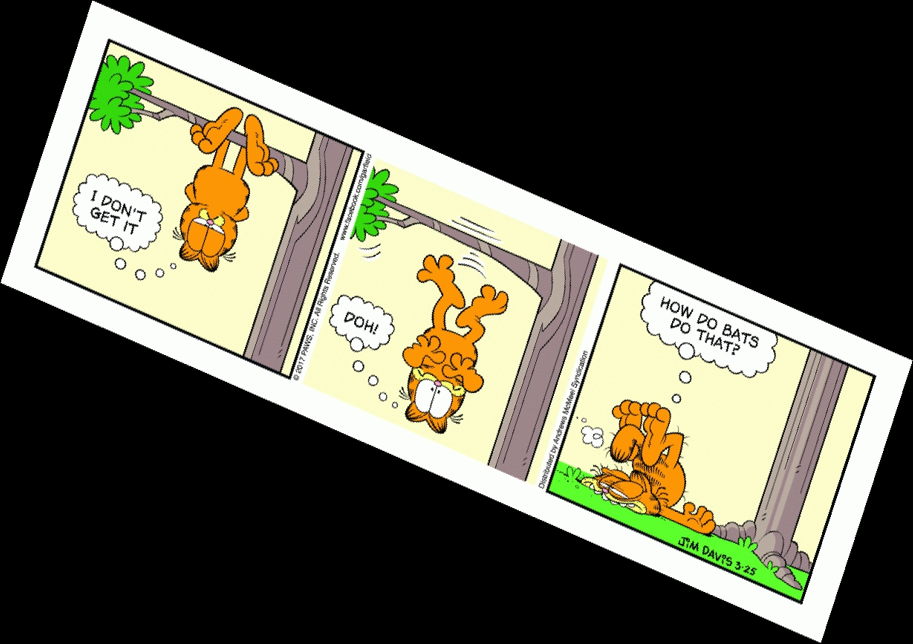 I DON'T
GET IT
© 2017 PAWS, INC. All Rights Reserved. www.facebook.com/garfield
DOH!
Distributed by Andrews McMeel Syndication
HOW DO BATS
DO THAT?
JIM DAVIS 3·25